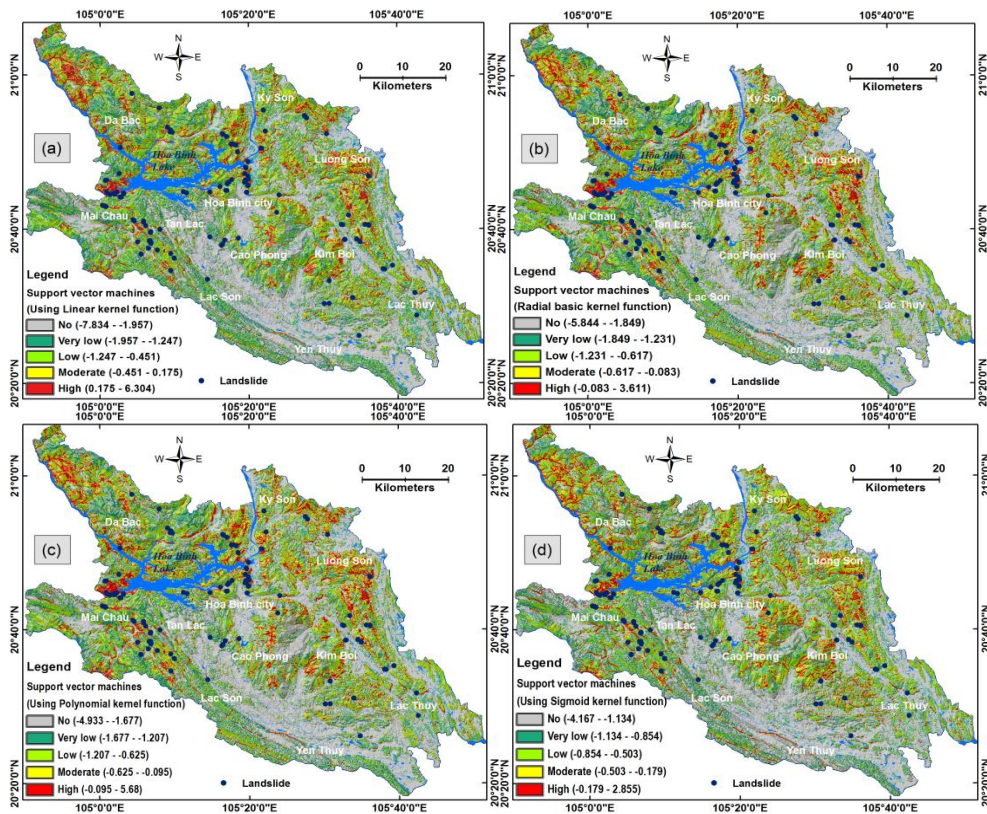 105°0'0"E 105°20'0"E 105°40'0"E
N
W E
S
0 10 20
Kilometers
21°0'0"N
20°40'0"N
20°20'0"N
(a)
Ky Son
Da Bac
Hoa Binh
Lake
Luong Son
Hoa Binh city
Mai Chau
Tan Lac
Cao Phong
Kim Boi
Lac Son
Lac Thuy
Yen Thuy
Legend
Support vector machines
(Using Linear kernel function)
No (-7.834 - -1.957)
Very low (-1.957 - -1.247)
Low (-1.247 - -0.451)
Moderate (-0.451 - 0.175)
High (0.175 - 6.304)
Landslide
105°0'0"E 105°20'0"E 105°40'0"E
105°0'0"E 105°20'0"E 105°40'0"E
N
W E
S
0 10 20
Kilometers
21°0'0"N
20°40'0"N
20°20'0"N
(b)
Ky Son
Da Bac
Hoa Binh
Lake
Luong Son
Hoa Binh city
Mai Chau
Tan Lac
Cao Phong
Kim Boi
Lac Son
Lac Thuy
Yen Thuy
Legend
Support vector machines
(Radial basic kernel function)
No (-5.844 - -1.849)
Very low (-1.849 - -1.231)
Low (-1.231 - -0.617)
Moderate (-0.617 - -0.083)
High (-0.083 - 3.611)
Landslide
105°0'0"E 105°20'0"E 105°40'0"E
105°0'0"E 105°20'0"E 105°40'0"E
N
W E
S
0 10 20
Kilometers
21°0'0"N
20°40'0"N
20°20'0"N
(c)
Ky Son
Da Bac
Hoa Binh
Lake
Luong Son
Hoa Binh city
Mai Chau
Tan Lac
Cao Phong
Kim Boi
Lac Son
Lac Thuy
Yen Thuy
Legend
Support vector machines
(Using Polynomial kernel function)
No (-4.933 - -1.677)
Very low (-1.677 - -1.207)
Low (-1.207 - -0.625)
Moderate (-0.625 - -0.095)
High (-0.095 - 5.68)
Landslide
105°0'0"E 105°20'0"E 105°40'0"E
105°0'0"E 105°20'0"E 105°40'0"E
N
W E
S
0 10 20
Kilometers
21°0'0"N
20°40'0"N
20°20'0"N
(d)
Ky Son
Da Bac
Hoa Binh
Lake
Luong Son
Hoa Binh city
Mai Chau
Tan Lac
Cao Phong
Kim Boi
Lac Son
Lac Thuy
Yen Thuy
Legend
Support vector machines
(Using Sigmoid kernel function)
No (-4.167 - -1.134)
Very low (-1.134 - -0.854)
Low (-0.854 - -0.503)
Moderate (-0.503 - -0.179)
High (-0.179 - 2.855)
Landslide
105°0'0"E 105°20'0"E 105°40'0"E